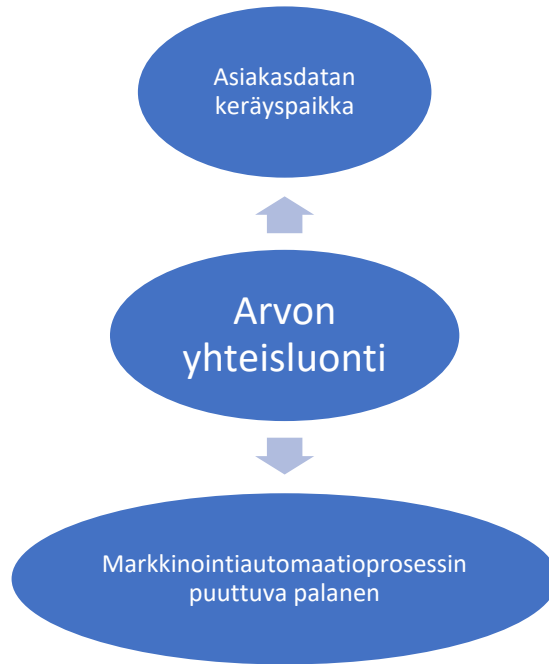 Asiakasdatan
keräyspaikka
Arvon
yhteisluonti
Markkinointiautomaatioprosessin
puuttuva palanen